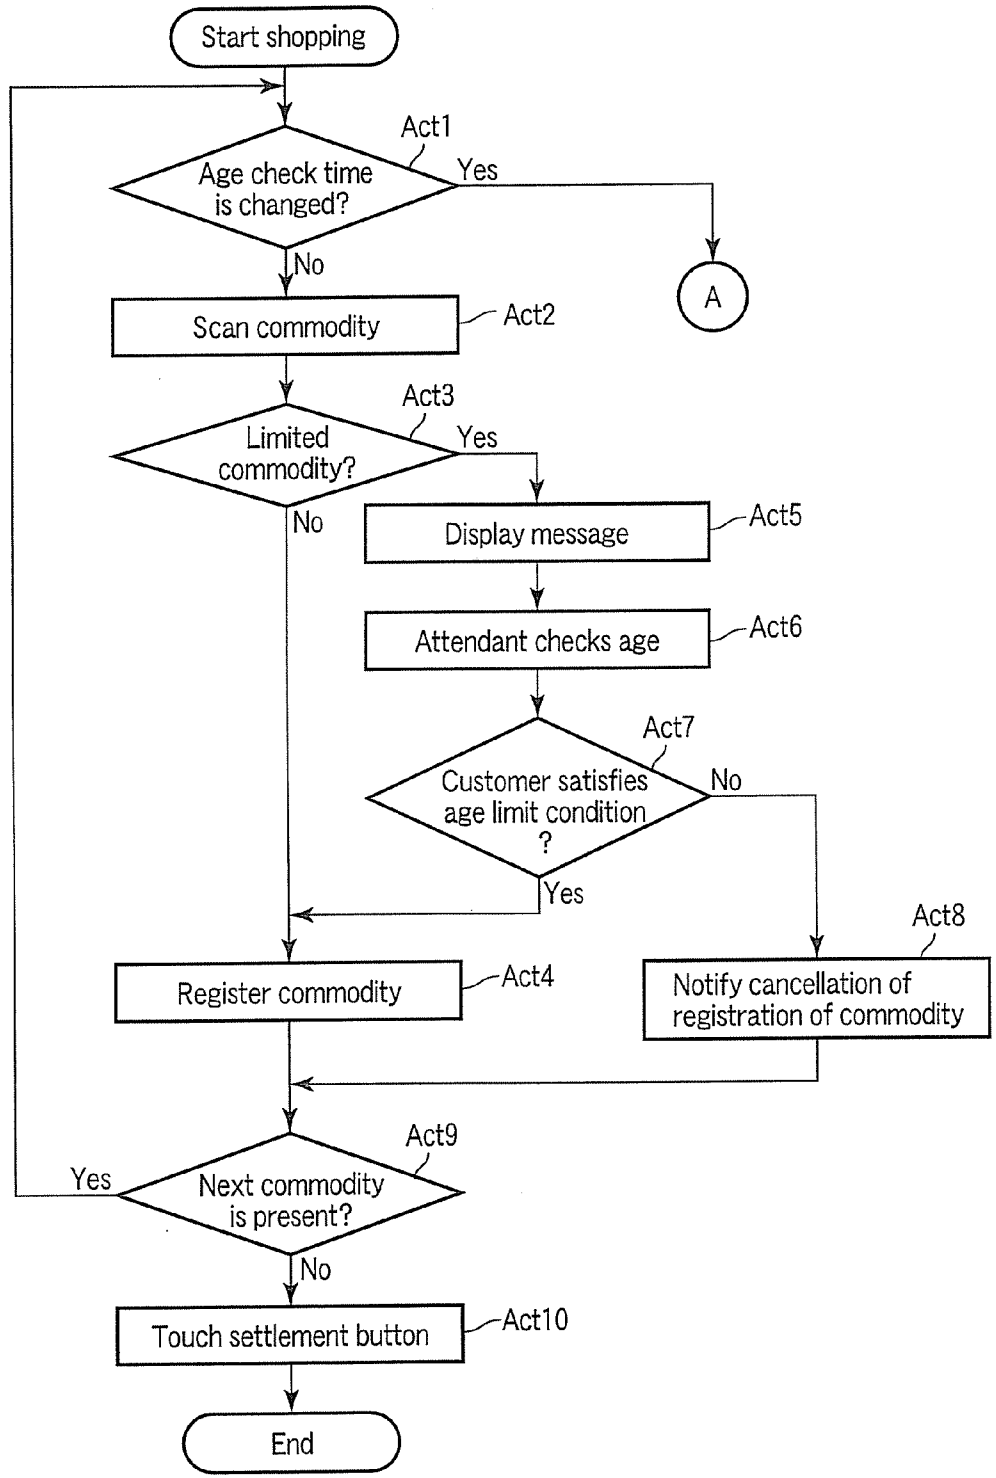 Start shopping
Act1
Age check time
is changed?
Yes
No
A
Scan commodity
Act2
Act3
Limited
commodity?
Yes
No
Display message
Act5
Attendant checks age
Act6
Act7
Customer satisfies
age limit condition
?
No
Yes
Act8
Register commodity
Act4
Notify cancellation of
registration of commodity
Act9
Yes
Next commodity
is present?
No
Touch settlement button
Act10
End